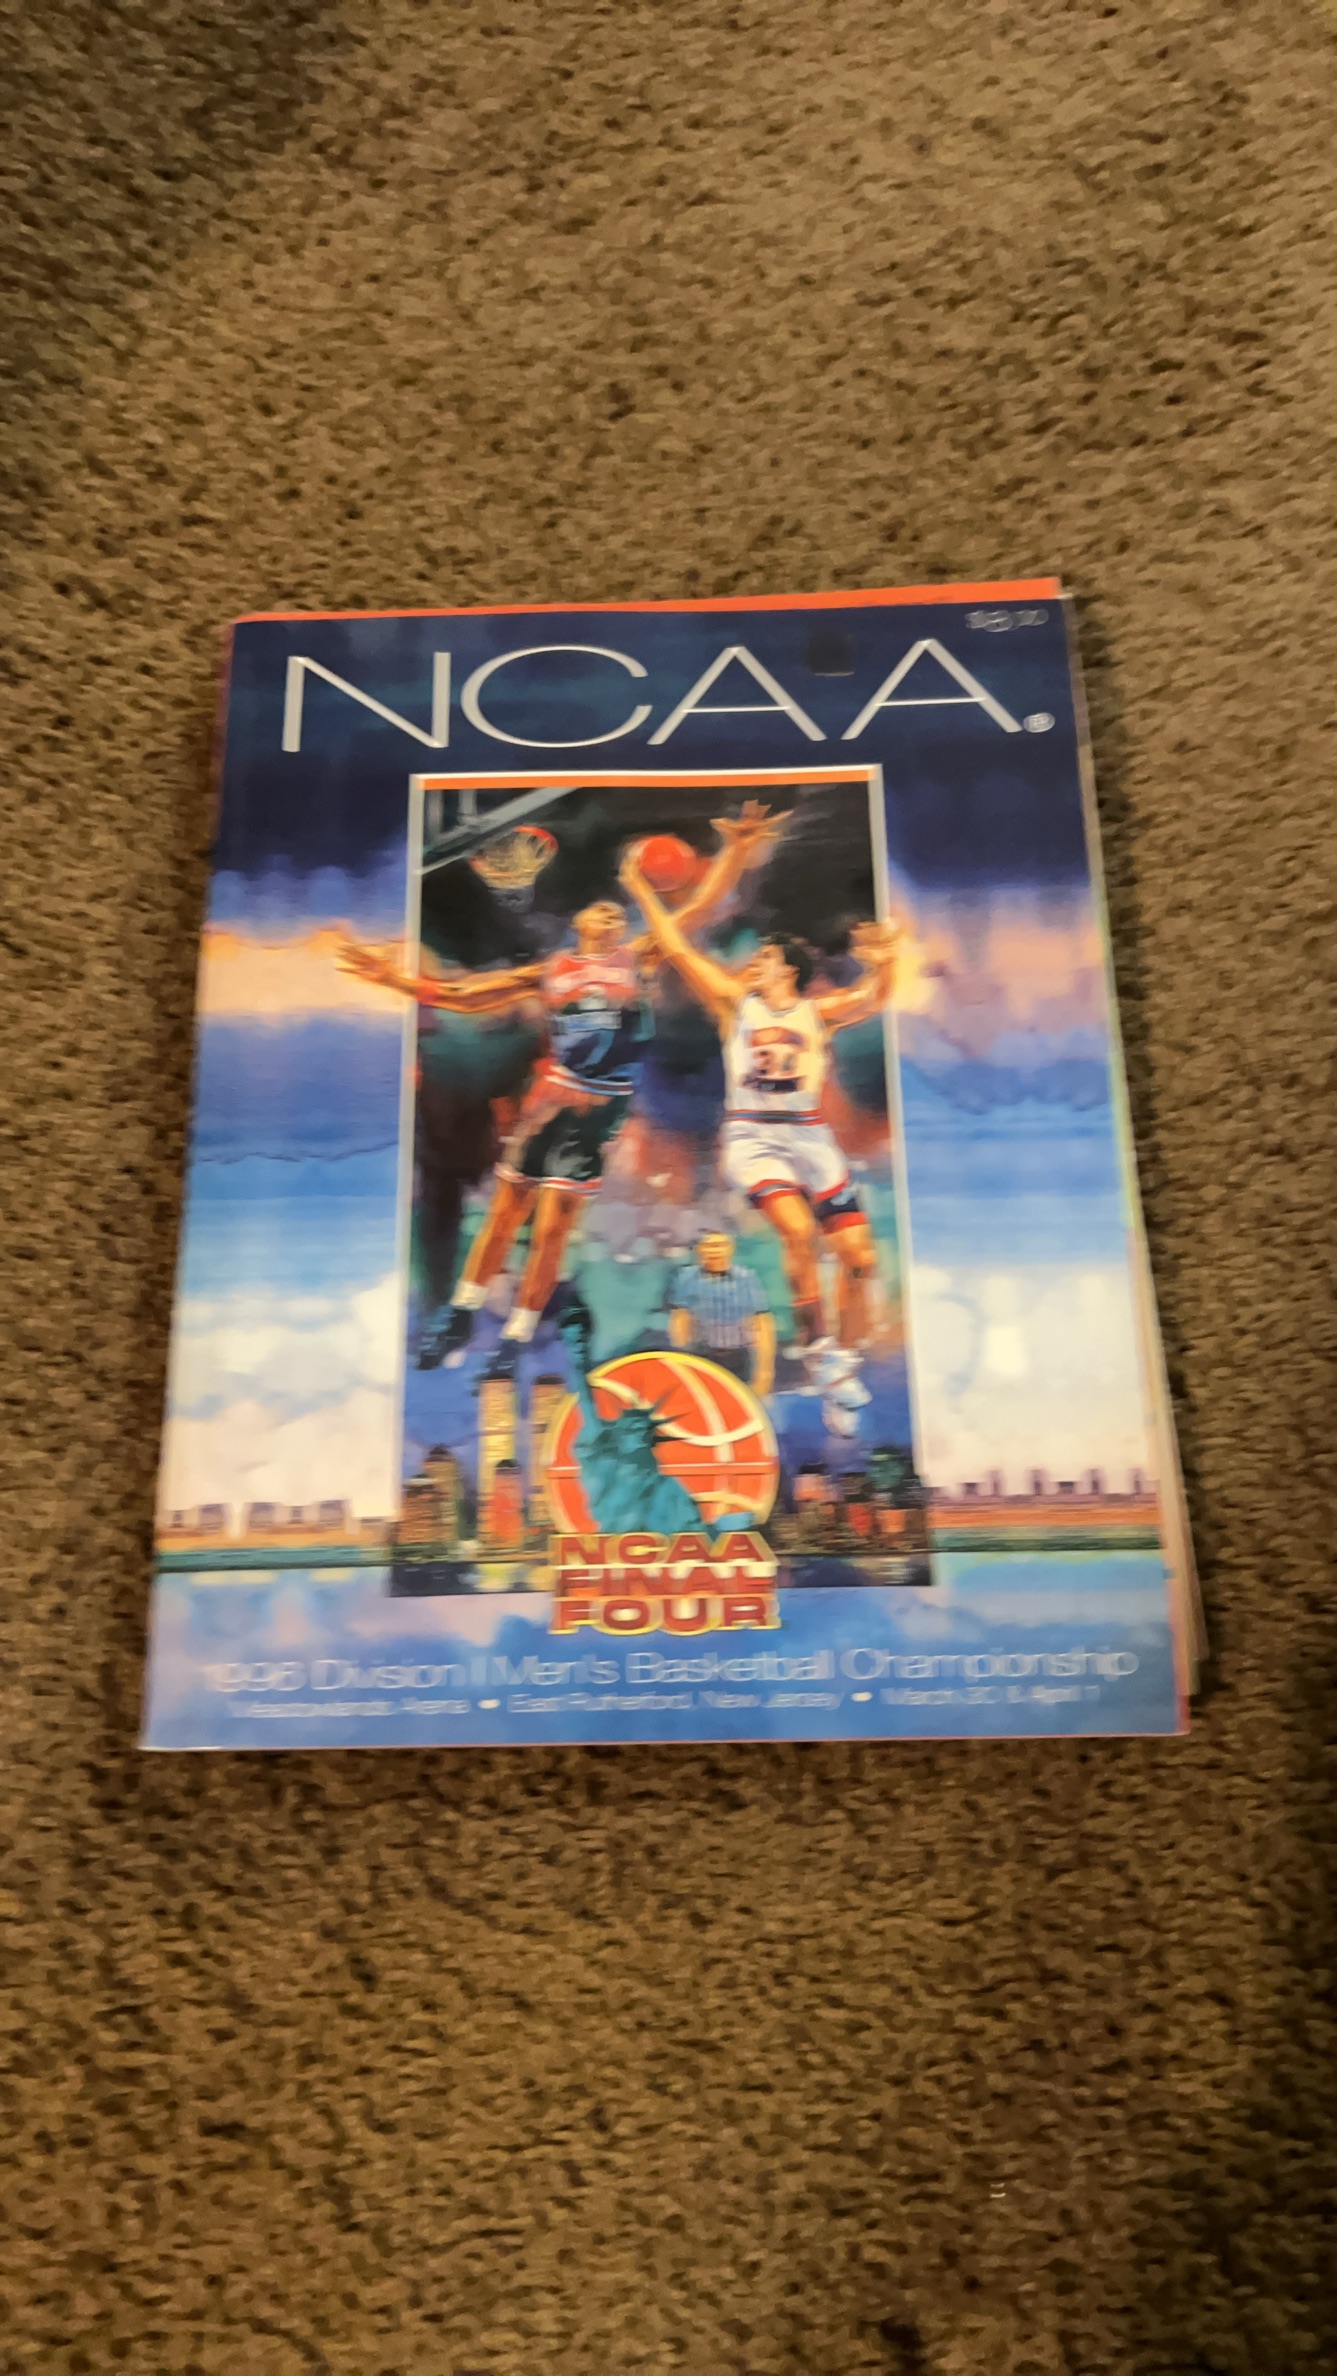 NCAA®
NCAA
FINAL
FOUR
1996 Division I Men's Basketball Championship
Meadowlands Arena • East Rutherford, New Jersey • March 30 & April 1